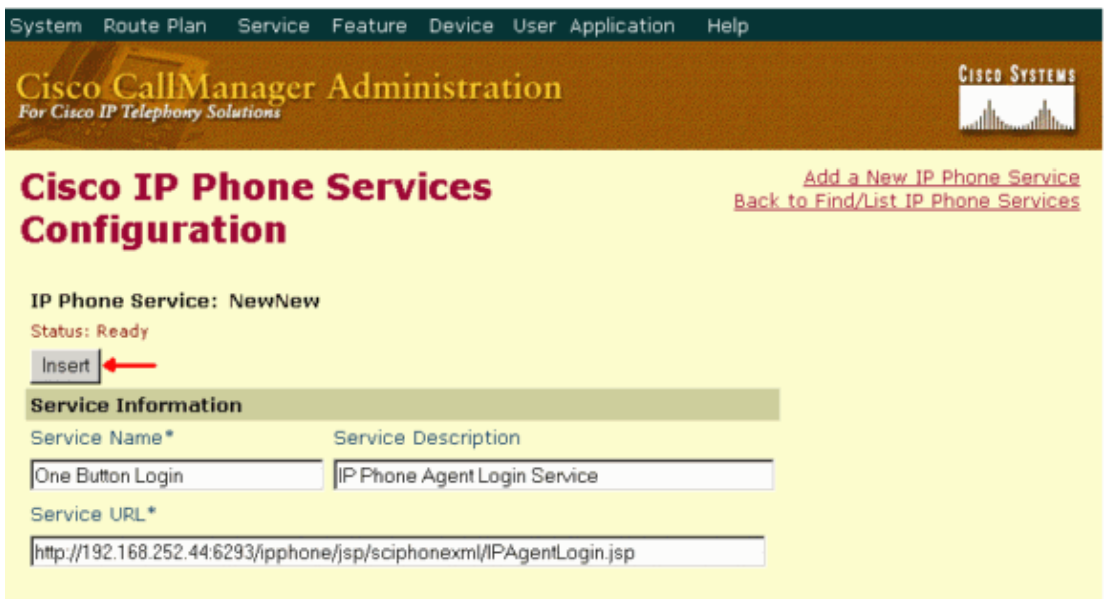 System Route Plan Service Feature Device User Application Help
Cisco CallManager Administration
For Cisco IP Telephony Solutions
CISCO SYSTEMS
Cisco IP Phone Services
Configuration
Add a New IP Phone Service
Back to Find/List IP Phone Services
IP Phone Service: NewNew
Status: Ready
Insert
Service Information
Service Name* Service Description
One Button Login IP Phone Agent Login Service
Service URL*
http://192.168.252.44:6293/ipphone/jsp/sciphonexml/IPAgentLogin.jsp